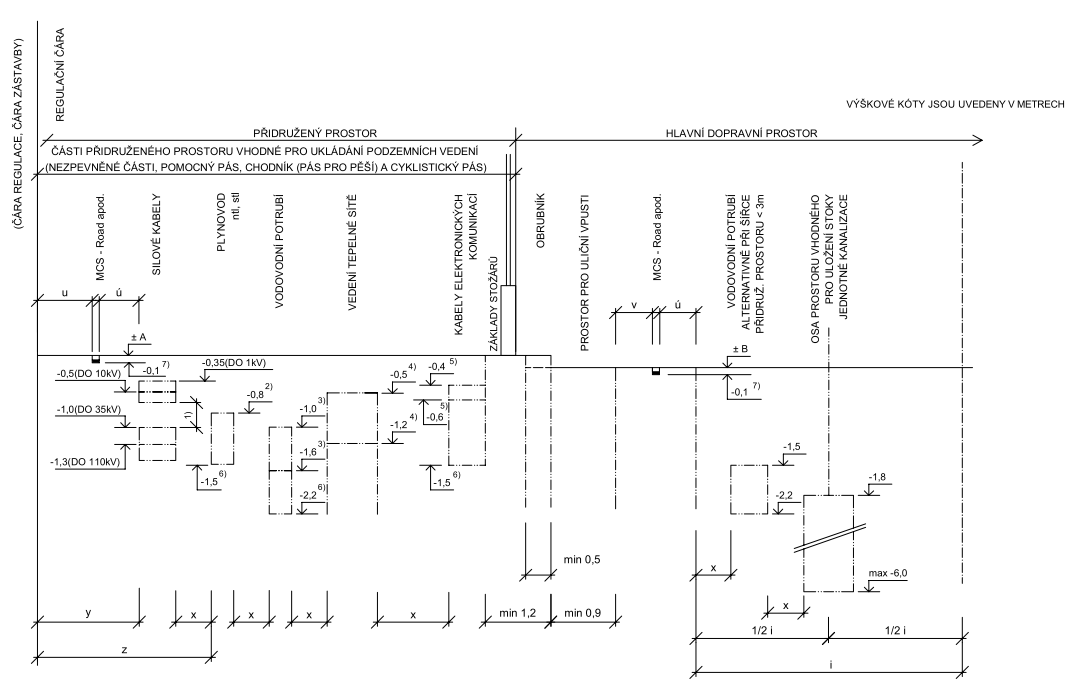 (ČÁRA REGULACE, ČÁRA ZÁSTAVBY)
REGULAČNÍ ČÁRA
VÝŠKOVÉ KÓTY JSOU UVEDENY V METRECH
PŘIDRUŽENÝ PROSTOR
HLAVNÍ DOPRAVNÍ PROSTOR
ČÁSTI PŘIDRUŽENÉHO PROSTORU VHODNÉ PRO UKLÁDÁNÍ PODZEMNÍCH VEDENÍ
(NEZPEVNĚNÉ ČÁSTI, POMOCNÝ PÁS, CHODNÍK (PÁS PRO PĚŠÍ) A CYKLISTICKÝ PÁS)
MCS - Road apod.
SILOVÉ KABELY
PLYNOVOD
ntl, stl
VODOVODNÍ POTRUBÍ
VEDENÍ TEPELNÉ SÍTĚ
KABELY ELEKTRONICKÝCH
KOMUNIKACÍ
ZÁKLADY STOŽÁRŮ
OBRUBNÍK
PROSTOR PRO ULIČNÍ VPUSTI
MCS - Road apod.
VODOVODNÍ POTRUBÍ
ALTERNATIVNĚ PŘI ŠÍŘCE
PŘIDRUŽ. PROSTORU < 3m
OSA PROSTORU VHODNÉHO
PRO ULOŽENÍ STOKY
JEDNOTNÉ KANALIZACE
u
ú
v
ú
± A
± B
-0,1 7)
-0,35(DO 1kV)
-0,5(DO 10kV)
-1,0(DO 35kV)
-1,3(DO 110kV)
1)
-0,8 2)
-1,5 6)
-1,0 3)
-1,6 3)
-2,2 6)
-0,5 4)
-1,2 4)
-0,4 5)
-0,6 5)
-1,5 6)
-0,1 7)
-1,5
-2,2
-1,8
max -6,0
min 0,5
x
x
y
x
x
x
x
min 1,2
min 0,9
1/2 i
1/2 i
z
i